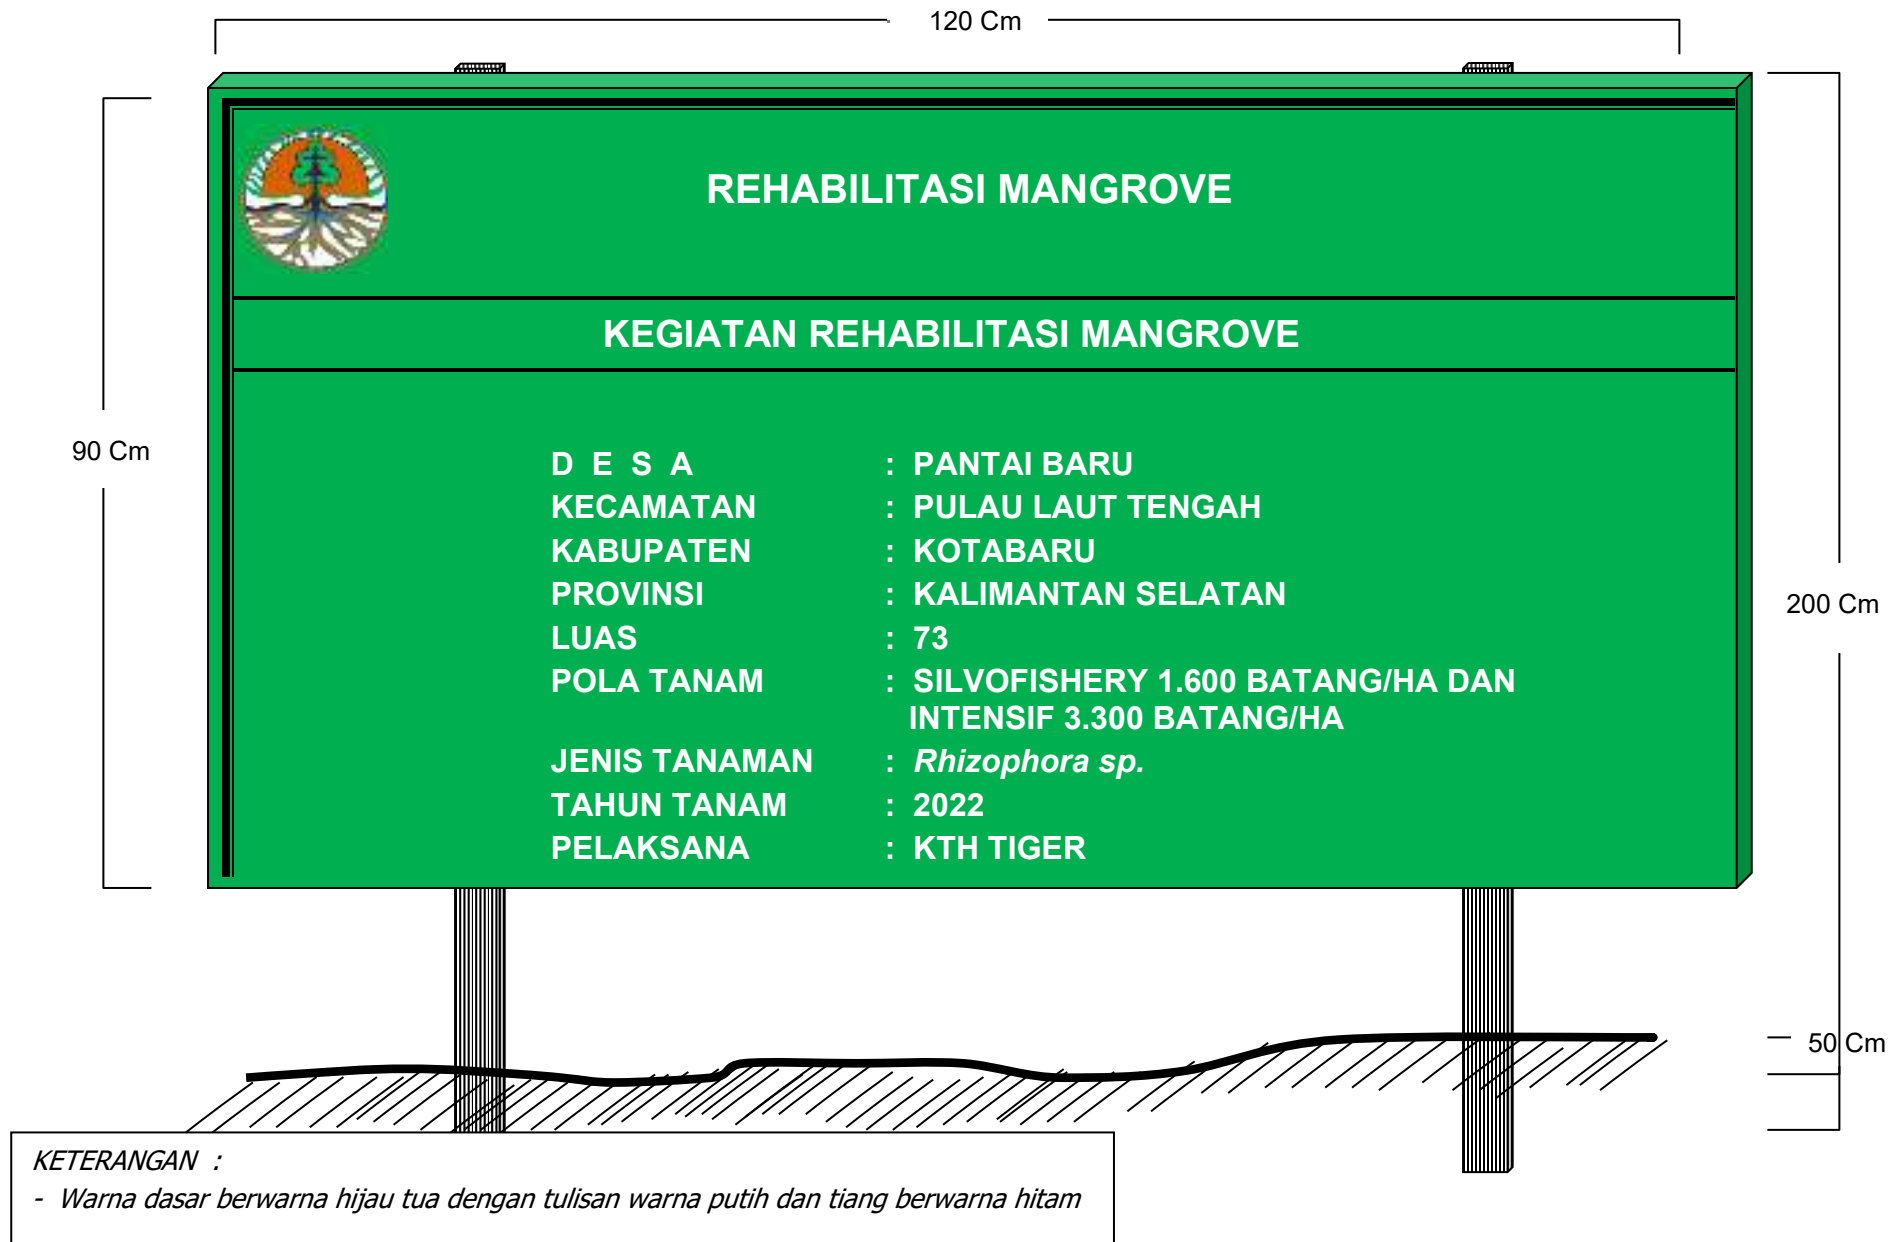 120 Cm
REHABILITASI MANGROVE
KEGIATAN REHABILITASI MANGROVE
90 Cm
D E S A : PANTAI BARU
KECAMATAN : PULAU LAUT TENGAH
KABUPATEN : KOTABARU
PROVINSI : KALIMANTAN SELATAN
LUAS : 73
POLA TANAM : SILVOFISHERY 1.600 BATANG/HA DAN
INTENSIF 3.300 BATANG/HA
JENIS TANAMAN : Rhizophora sp.
TAHUN TANAM : 2022
PELAKSANA : KTH TIGER
200 Cm
50 Cm
KETERANGAN :
- Warna dasar berwarna hijau tua dengan tulisan warna putih dan tiang berwarna hitam